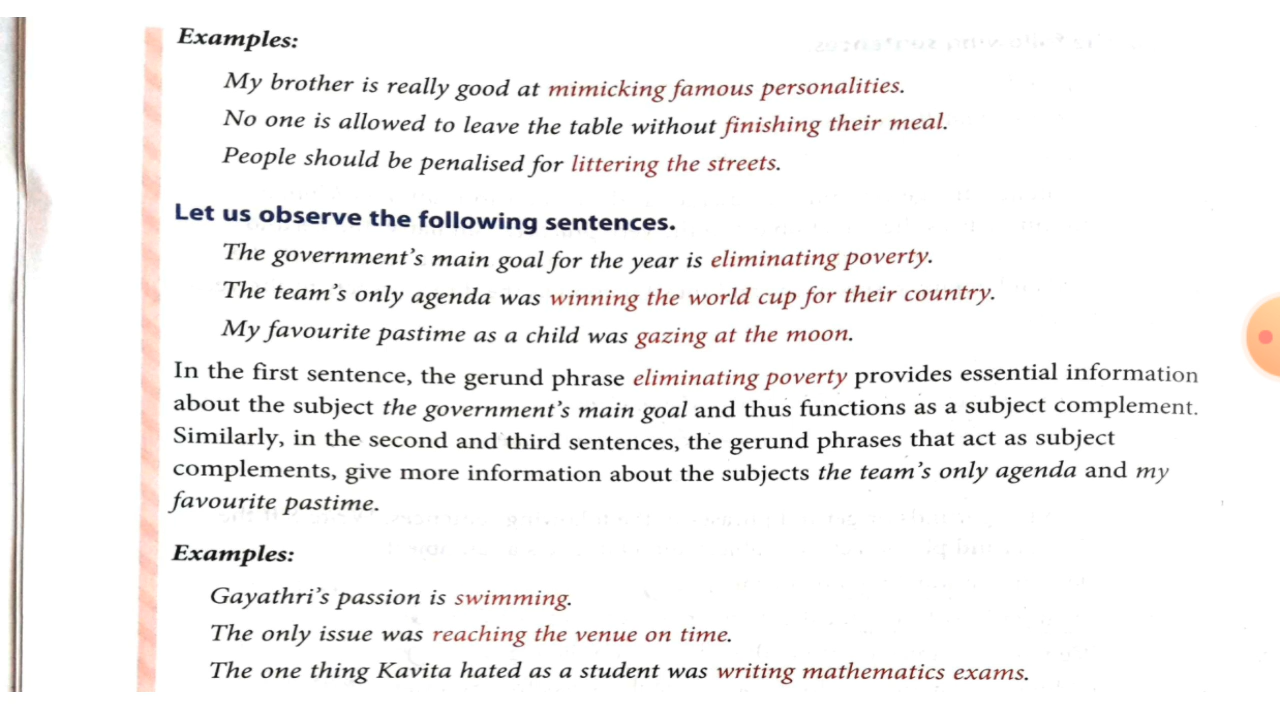 Examples:
My brother is really good at mimicking famous personalities.
No one is allowed to leave the table without finishing their meal.
People should be penalised for littering the streets.
Let us observe the following sentences.
The government's main goal for the year is eliminating poverty.
The team's only agenda was winning the world cup for their country.
My favourite pastime as a child was gazing at the moon.
In the first sentence, the gerund phrase eliminating poverty provides essential information
about the subject the government's main goal and thus functions as a subject complement.
Similarly, in the second and third sentences, the gerund phrases that act as subject
complements, give more information about the subjects the team's only agenda and my
favourite pastime.
Examples:
Gayathri's passion is swimming.
The only issue was reaching the venue on time.
The one thing Kavita hated as a student was writing mathematics exams.